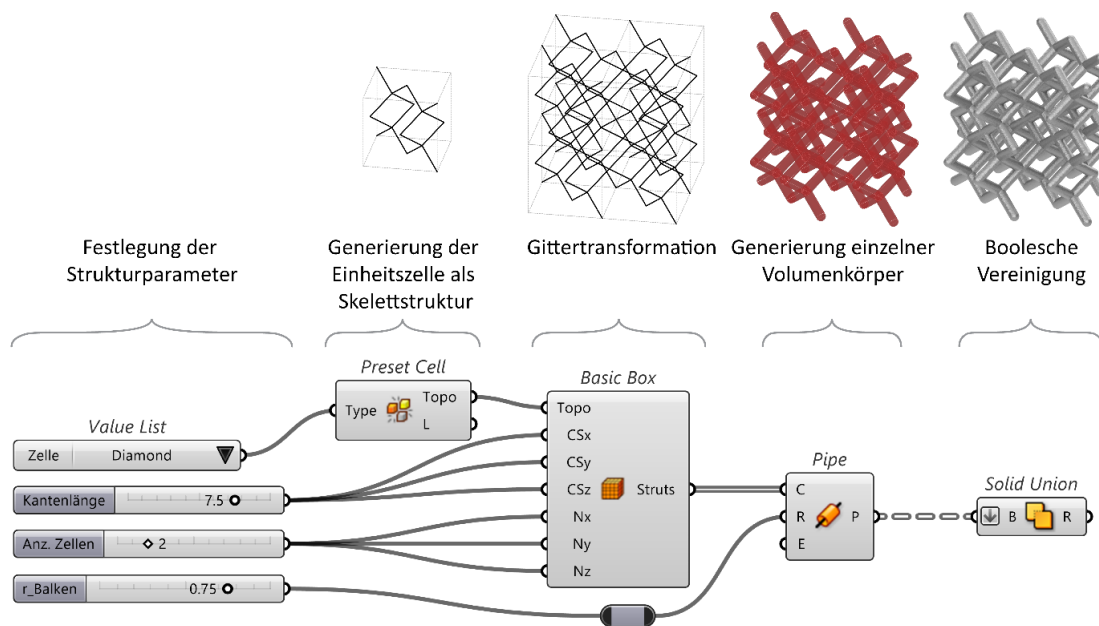 Festlegung der
Strukturparameter
Generierung der
Einheitszelle als
Skelettstruktur
Gittertransformation
Generierung einzelner
Volumenkörper
Boolesche
Vereinigung
Value List
Zelle Diamond
Kantenlänge 7.5
Anz. Zellen 2
r_Balken 0.75
Preset Cell
Type
Topo
L
Basic Box
Topo
CSx
CSy
CSz
Nx
Ny
Nz
Struts
Pipe
C
R
E
P
Solid Union
B R